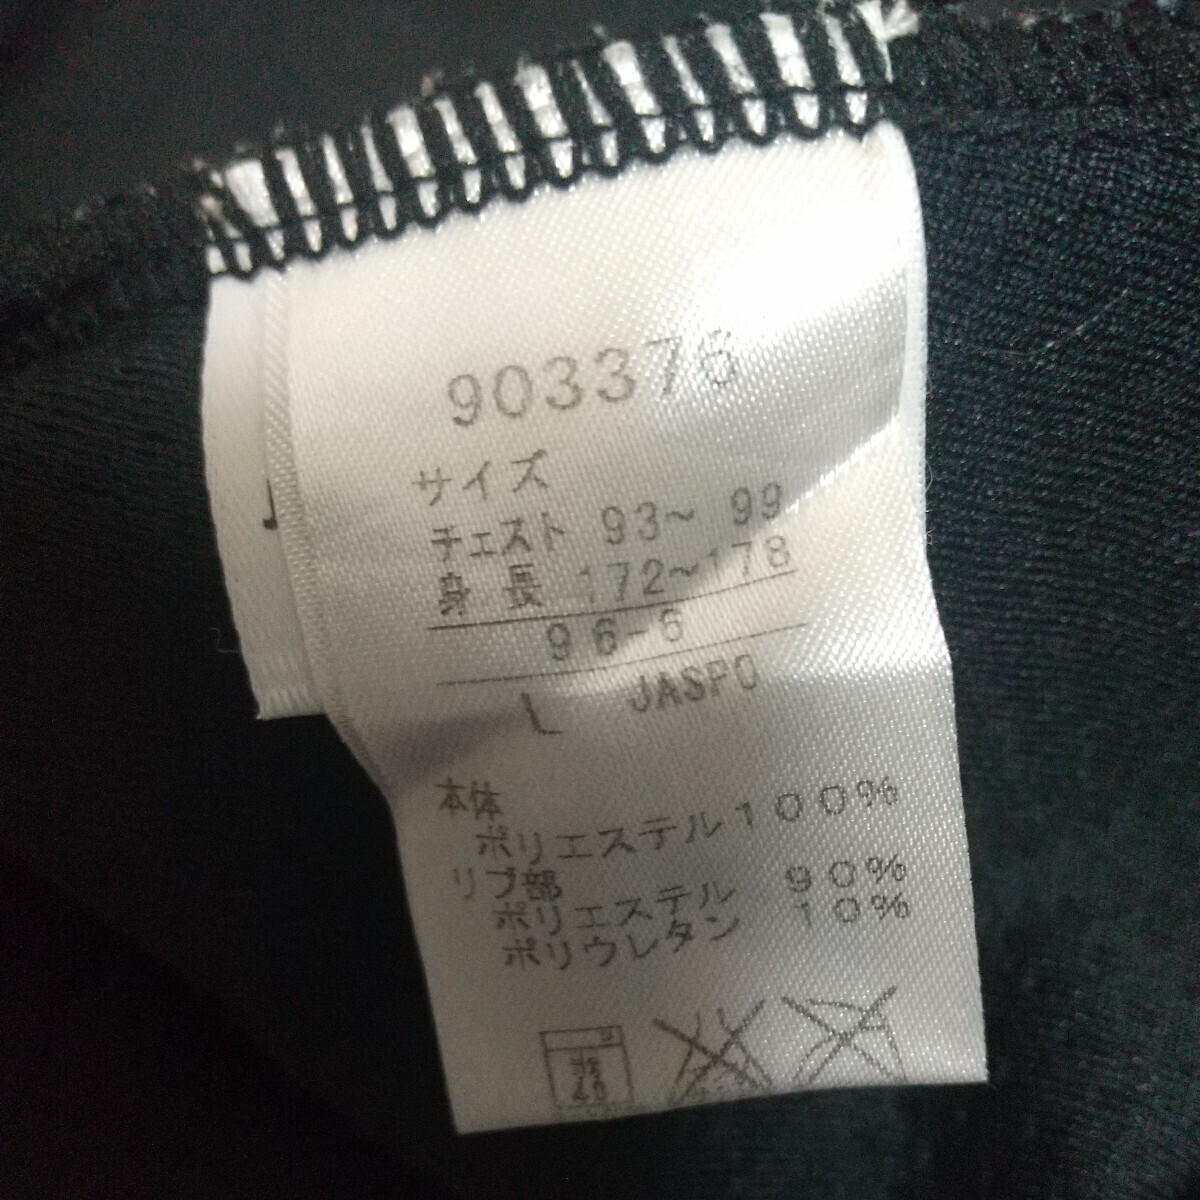 903376
サイズ
チェスト 93~ 99
身 長 172~178
96-6
L JASPO
本体
ポリエステル100%
リブ部
ポリエステル 90%
ポリウレタン 10%
弱
40